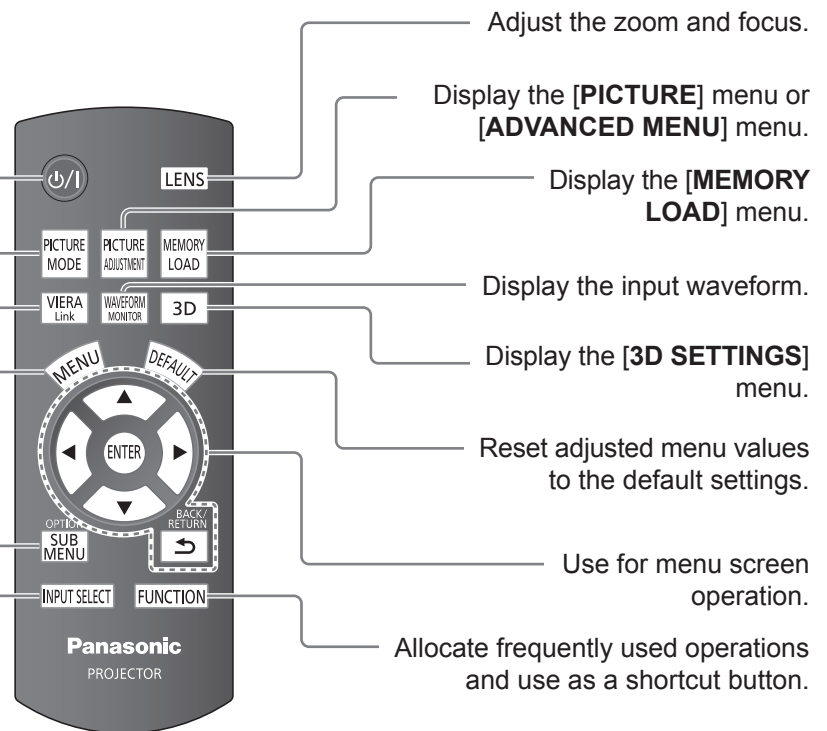 Adjust the zoom and focus.
Display the [PICTURE] menu or
[ADVANCED MENU] menu.
Display the [MEMORY
LOAD] menu.
Display the input waveform.
Display the [3D SETTINGS]
menu.
Reset adjusted menu values
to the default settings.
Use for menu screen
operation.
Allocate frequently used operations
and use as a shortcut button.
LENS
PICTURE
MODE
PICTURE
ADJUSTMENT
MEMORY
LOAD
VIERA
Link
WAVEFORM
MONITOR
3D
MENU
DEFAULT
ENTER
OPTION
SUB
MENU
BACK/
RETURN
INPUT SELECT
FUNCTION
Panasonic
PROJECTOR